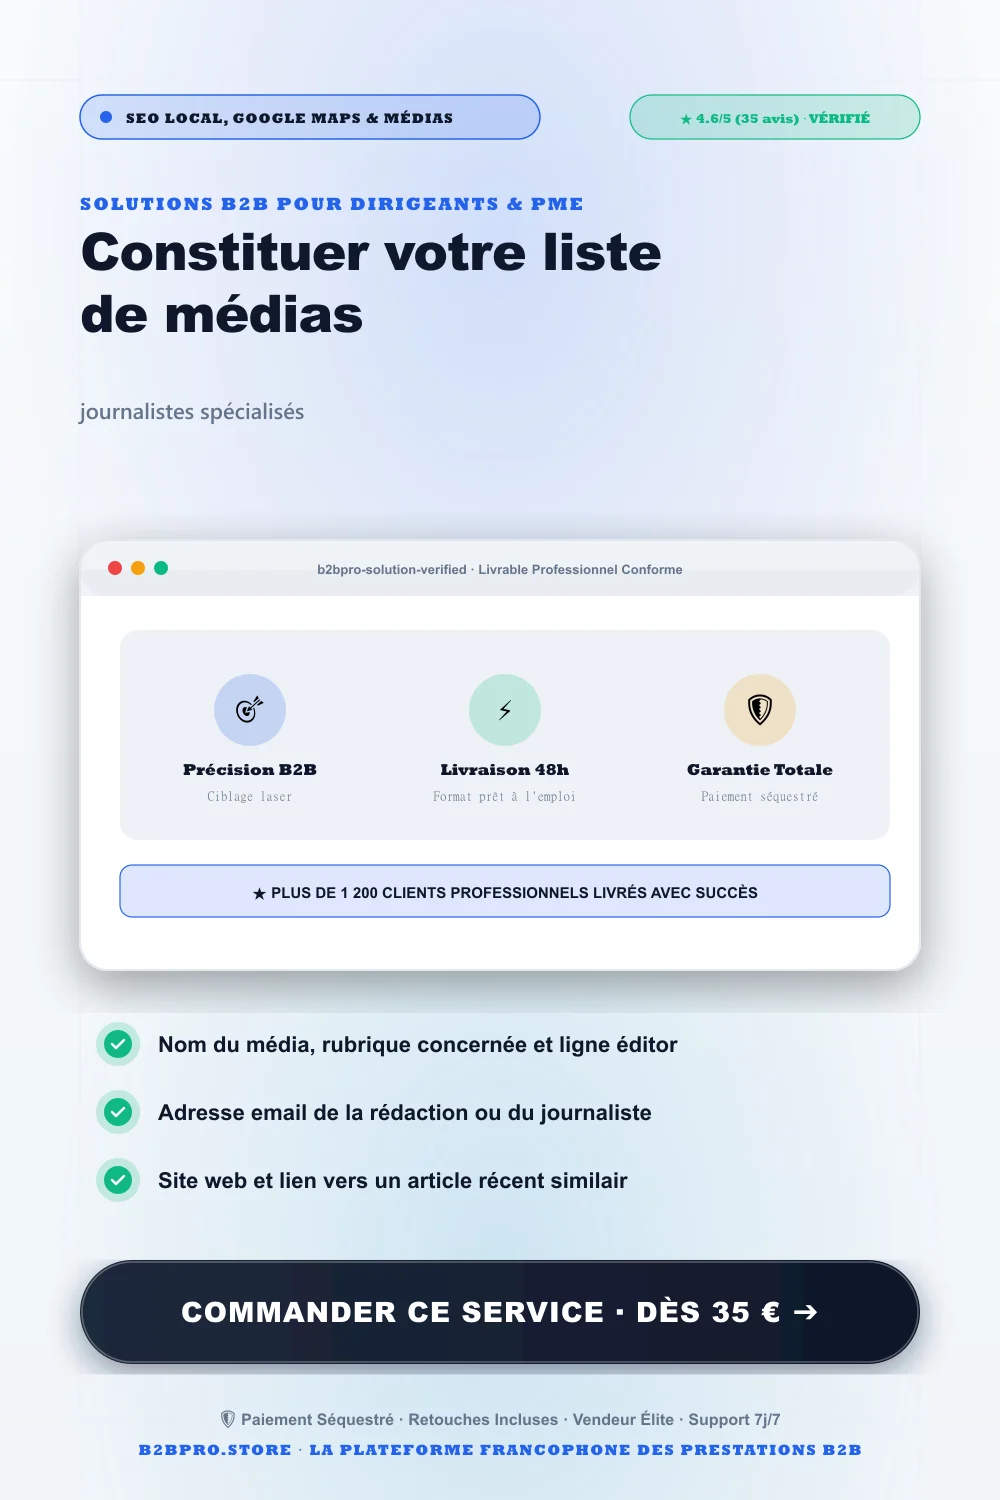 SEO LOCAL, GOOGLE MAPS & MÉDIAS
★ 4.6/5 (35 avis) · VÉRIFIÉ
SOLUTIONS B2B POUR DIRIGEANTS & PME
Constituer votre liste
de médias
journalistes spécialisés
b2bpro-solution-verified · Livrable Professionnel Conforme
Précision B2B
Ciblage laser
Livraison 48h
Format prêt à l'emploi
Garantie Totale
Paiement séquestré
★ PLUS DE 1 200 CLIENTS PROFESSIONNELS LIVRÉS AVEC SUCCÈS
Nom du média, rubrique concernée et ligne éditor
Adresse email de la rédaction ou du journaliste
Site web et lien vers un article récent similair
COMMANDER CE SERVICE · DÈS 35 € →
Paiement Séquestré · Retouches Incluses · Vendeur Élite · Support 7j/7
B2BPRO.STORE · LA PLATEFORME FRANCOPHONE DES PRESTATIONS B2B